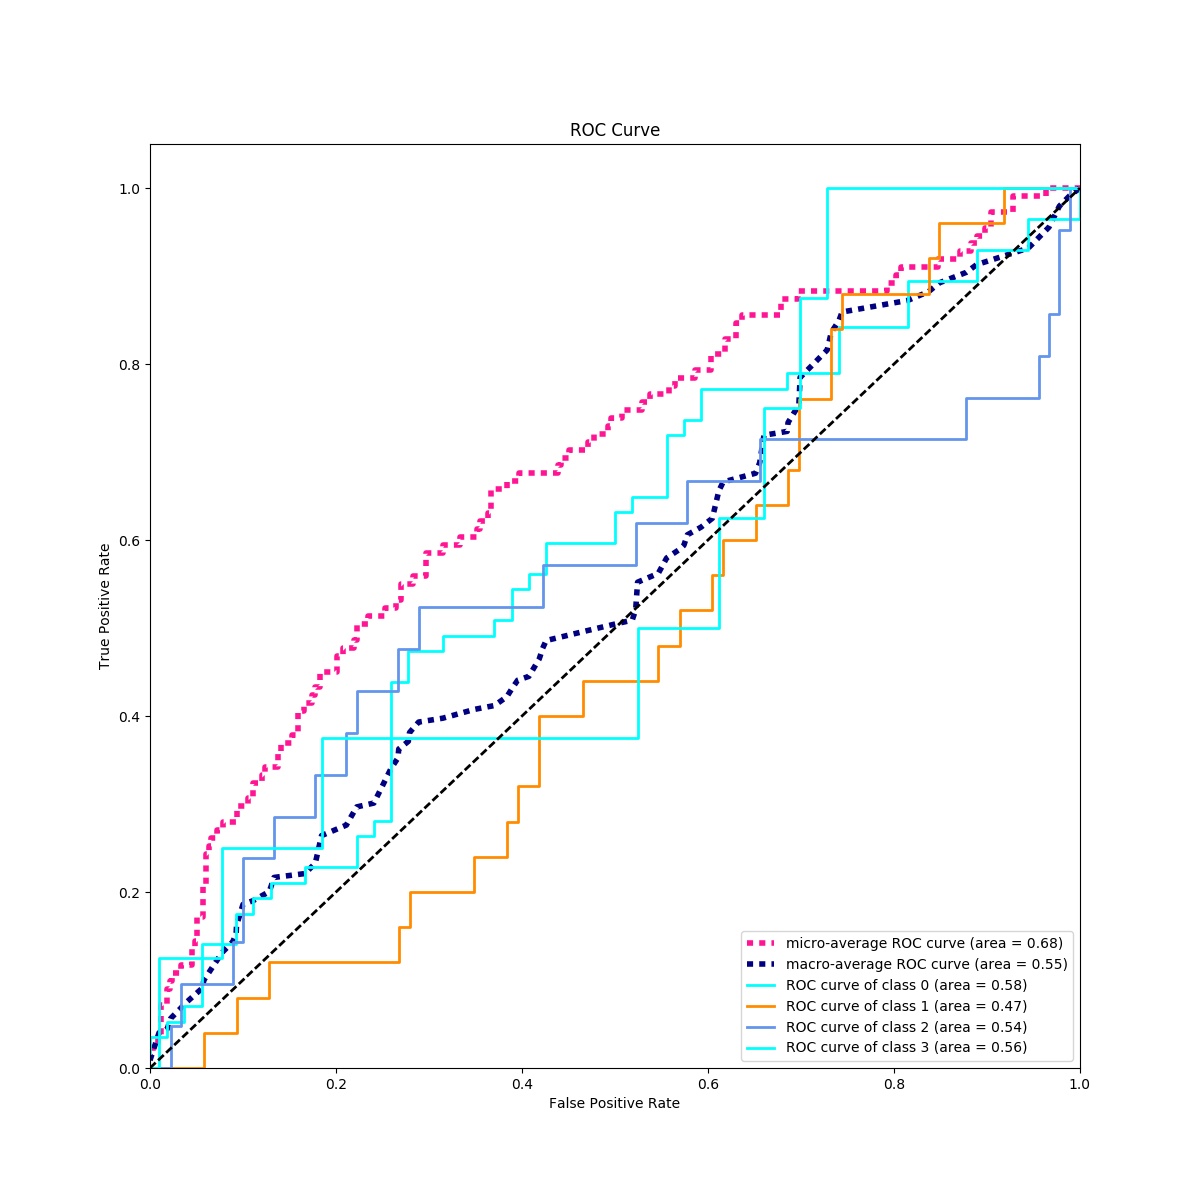 ROC Curve
1.0
0.8
0.6
0.4
0.2
0.0
True Positive Rate
0.0 0.2 0.4 0.6 0.8 1.0
False Positive Rate
micro-average ROC curve (area = 0.68)
macro-average ROC curve (area = 0.55)
ROC curve of class 0 (area = 0.58)
ROC curve of class 1 (area = 0.47)
ROC curve of class 2 (area = 0.54)
ROC curve of class 3 (area = 0.56)